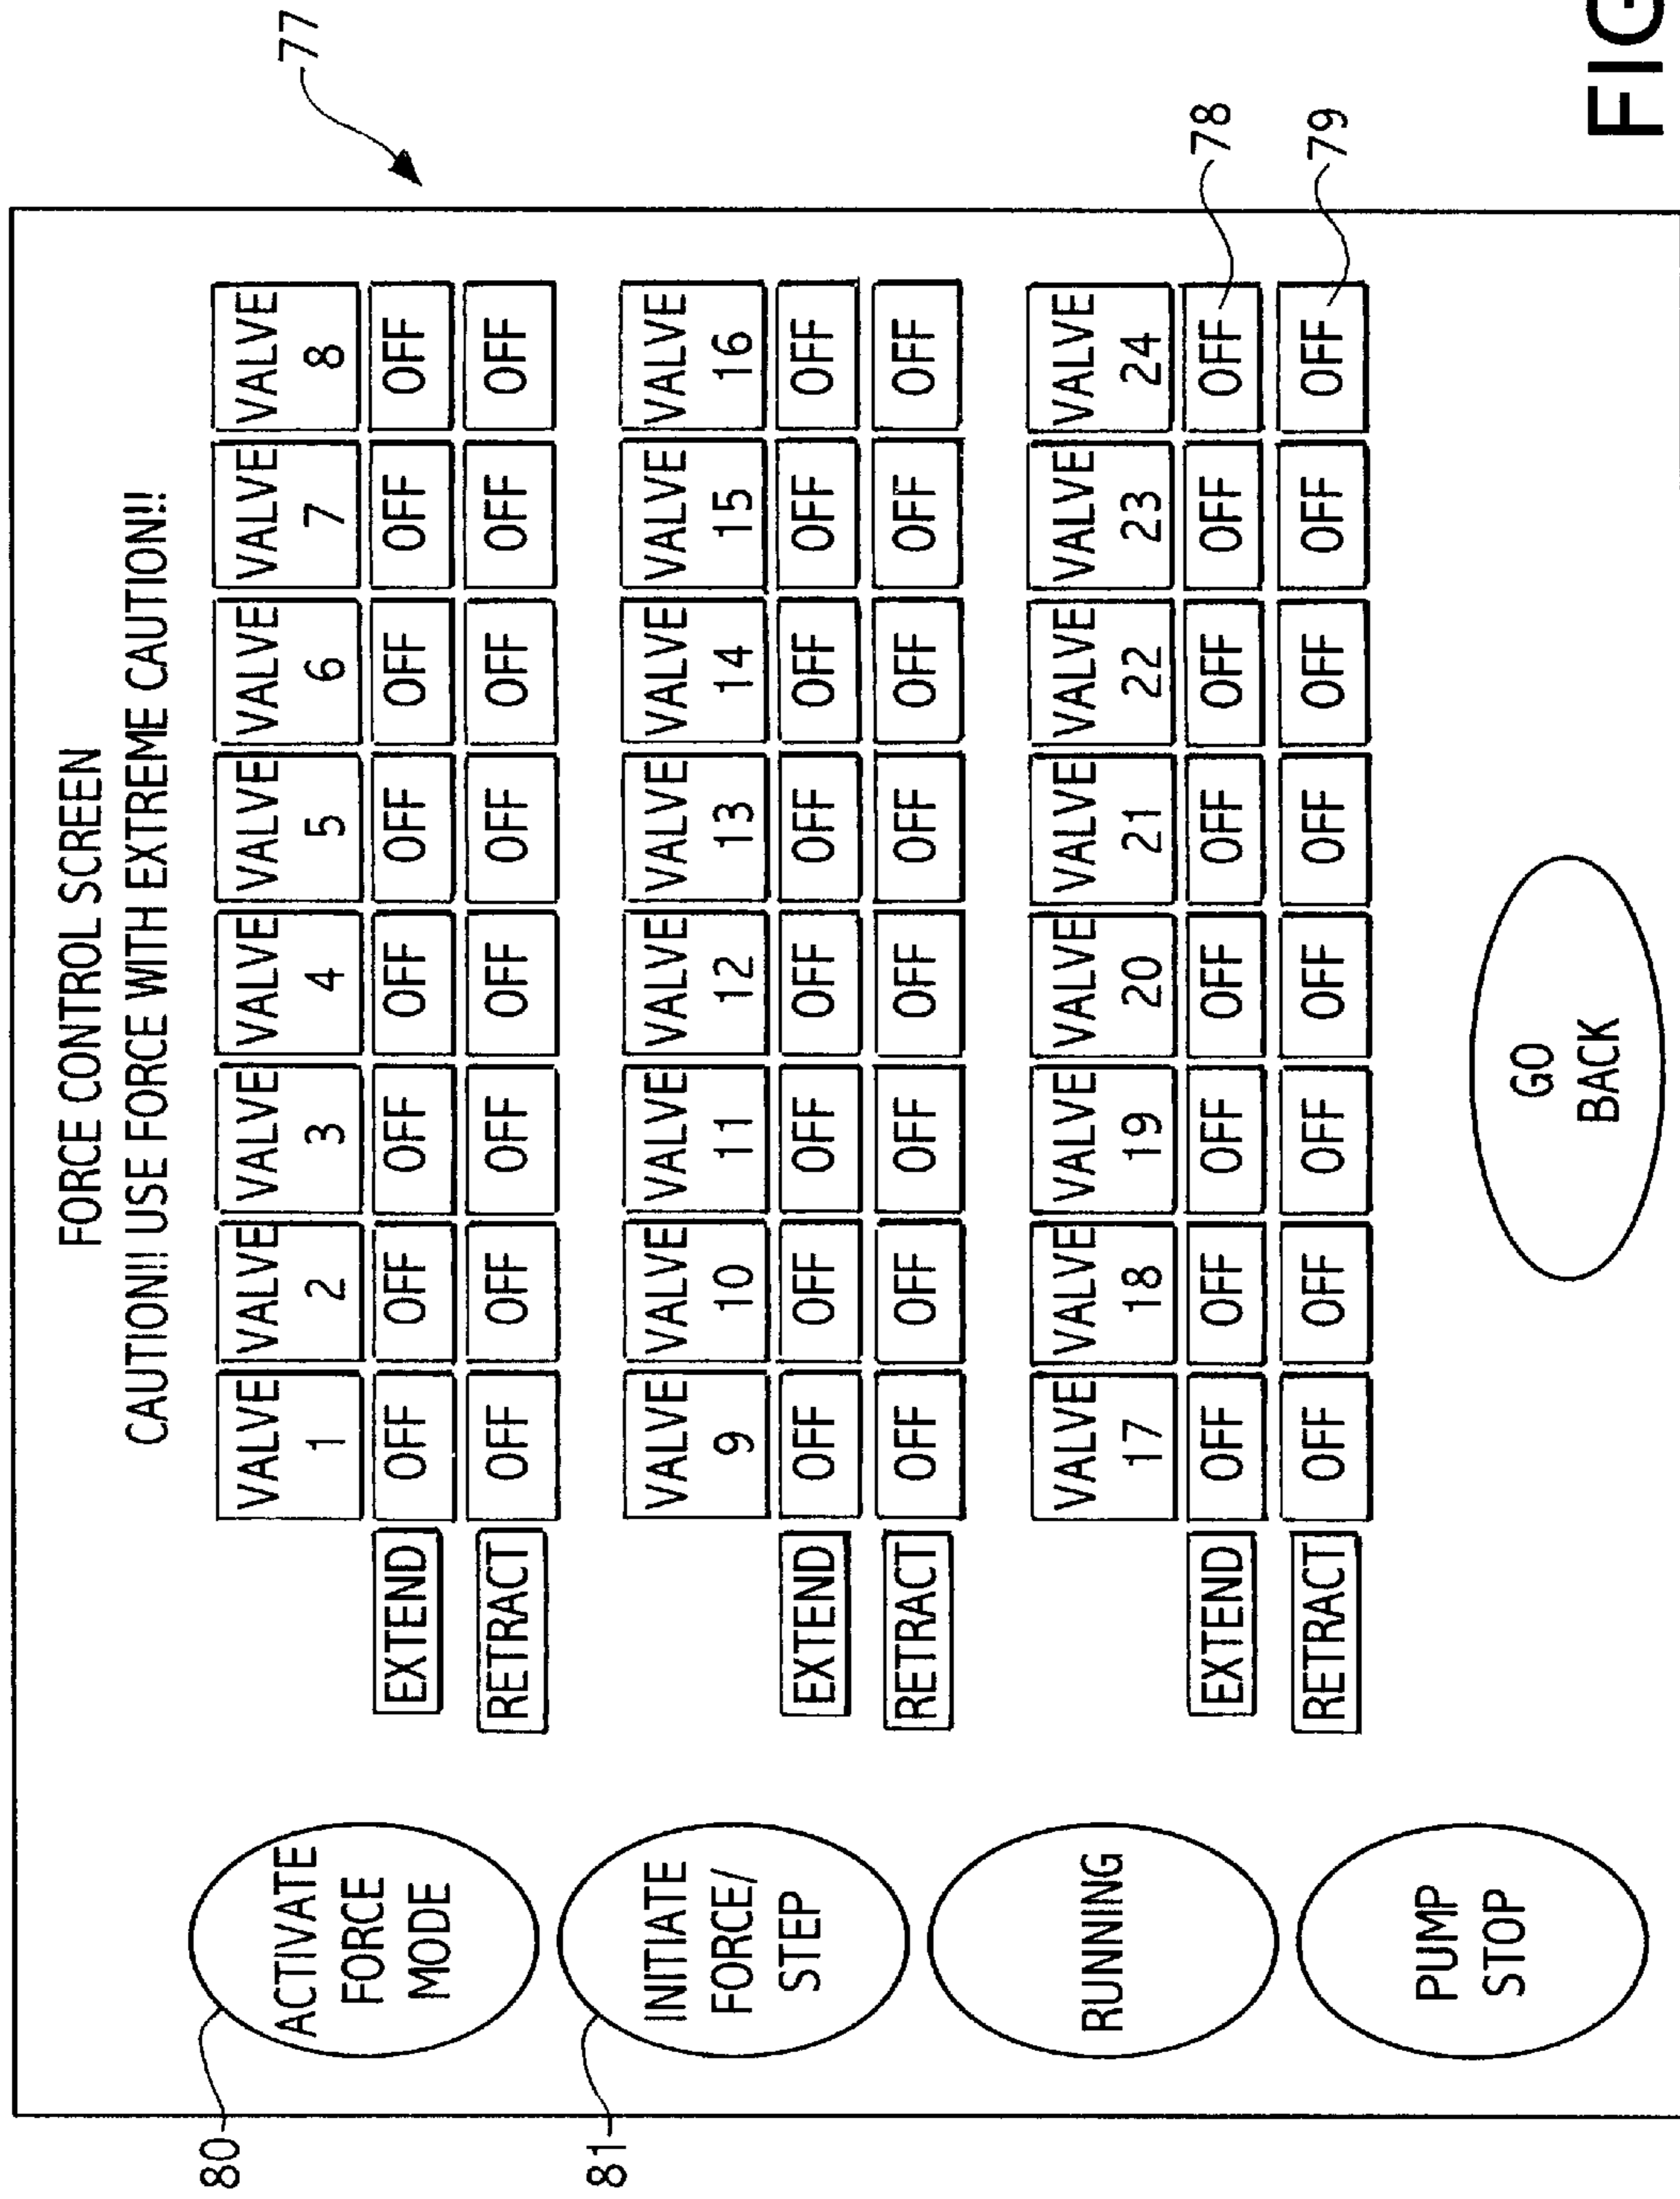 77
FORCE CONTROL SCREEN
CAUTION!! USE FORCE WITH EXTREME CAUTION!!
80
ACTIVATE
FORCE
MODE
VALVE 1 VALVE 2 VALVE 3 VALVE 4 VALVE 5 VALVE 6 VALVE 7 VALVE 8
EXTEND OFF OFF OFF OFF OFF OFF OFF OFF
RETRACT OFF OFF OFF OFF OFF OFF OFF OFF
81
INITIATE
FORCE/
STEP
VALVE 9 VALVE 10 VALVE 11 VALVE 12 VALVE 13 VALVE 14 VALVE 15 VALVE 16
EXTEND OFF OFF OFF OFF OFF OFF OFF OFF
RETRACT OFF OFF OFF OFF OFF OFF OFF OFF
RUNNING
VALVE 17 VALVE 18 VALVE 19 VALVE 20 VALVE 21 VALVE 22 VALVE 23 VALVE 24
EXTEND OFF OFF OFF OFF OFF OFF OFF OFF 78
RETRACT OFF OFF OFF OFF OFF OFF OFF OFF 79
PUMP
STOP
GO
BACK